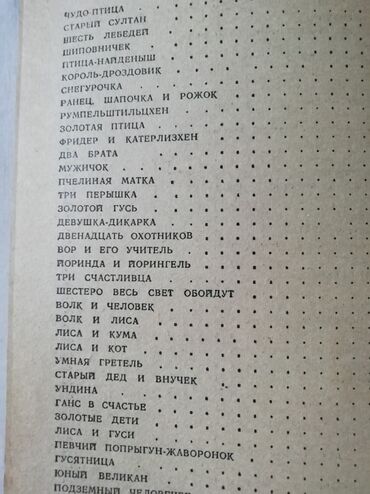 ЧУДО-ПТИЦА
СТАРЫЙ СУЛТАН
ШЕСТЬ ЛЕБЕДЕЙ
ШИПОВНИЧЕК
ПТИЦА-НАЙДЕНЫШ
КОРОЛЬ-ДРОЗДОВИК
СНЕГУРОЧКА
РАНЕЦ, ШАПОЧКА И РОЖОК
РУМПЕЛЬШТИЛЬЦХЕН
ЗОЛОТАЯ ПТИЦА
ФРИДЕР И КАТЕРЛИЗХЕН
ДВА БРАТА
МУЖИЧОК
ПЧЕЛИНАЯ МАТКА
ТРИ ПЕРЫШКА
ЗОЛОТОЙ ГУСЬ
ДЕВУШКА-ДИКАРКА
ДВЕНАДЦАТЬ ОХОТНИКОВ
ВОР И ЕГО УЧИТЕЛЬ
ЙОРИНДА И ЙОРИНГЕЛЬ
ТРИ СЧАСТЛИВЦА
ШЕСТЕРО ВЕСЬ СВЕТ ОБОЙДУТ
ВОЛК И ЧЕЛОВЕК
ВОЛК И ЛИСА
ЛИСА И КУМА
ЛИСА И КОТ
УМНАЯ ГРЕТЕЛЬ
СТАРЫЙ ДЕД И ВНУЧЕК
УНДИНА
ГАНС В СЧАСТЬЕ
ЗОЛОТЫЕ ДЕТИ
ЛИСА И ГУСИ
ПЕВЧИЙ ПОПРЫГУН-ЖАВОРОНОК
ГУСЯТНИЦА
ЮНЫЙ ВЕЛИКАН
ПОДЗЕМНЫЙ ЧЕЛОВЕЧЕК